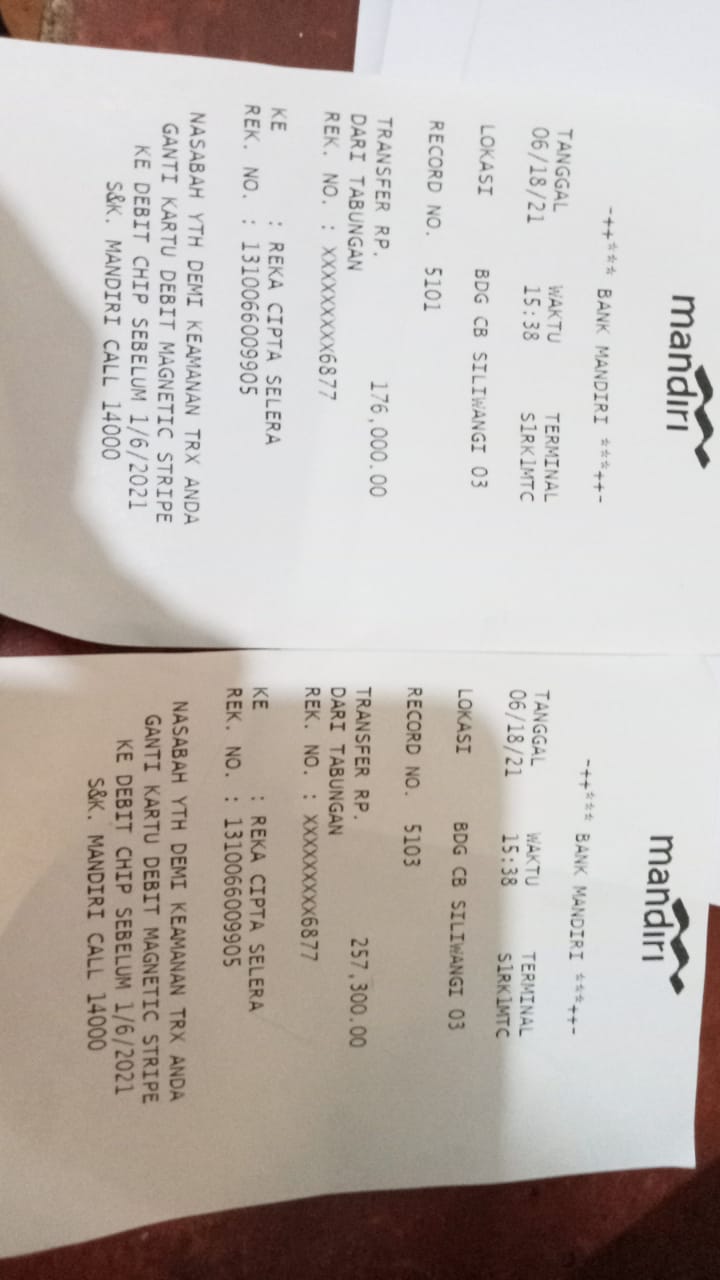 mandiri
-++*** BANK MANDIRI ***++-
TANGGAL WAKTU TERMINAL
06/18/21 15:38 S1RK1MTC
LOKASI BDG CB SILIWANGI 03
RECORD NO. 5101
TRANSFER RP. 176,000.00
DARI TABUNGAN
REK. NO. : XXXXXXXXX6877
KE : REKA CIPTA SELERA
REK. NO. : 1310066009905
NASABAH YTH DEMI KEAMANAN TRX ANDA
GANTI KARTU DEBIT MAGNETIC STRIPE
KE DEBIT CHIP SEBELUM 1/6/2021
S&K. MANDIRI CALL 14000
mandiri
-++*** BANK MANDIRI ***++-
TANGGAL WAKTU TERMINAL
06/18/21 15:38 S1RK1MTC
LOKASI BDG CB SILIWANGI 03
RECORD NO. 5103
TRANSFER RP. 257,300.00
DARI TABUNGAN
REK. NO. : XXXXXXXXX6877
KE : REKA CIPTA SELERA
REK. NO. : 1310066009905
NASABAH YTH DEMI KEAMANAN TRX ANDA
GANTI KARTU DEBIT MAGNETIC STRIPE
KE DEBIT CHIP SEBELUM 1/6/2021
S&K. MANDIRI CALL 14000